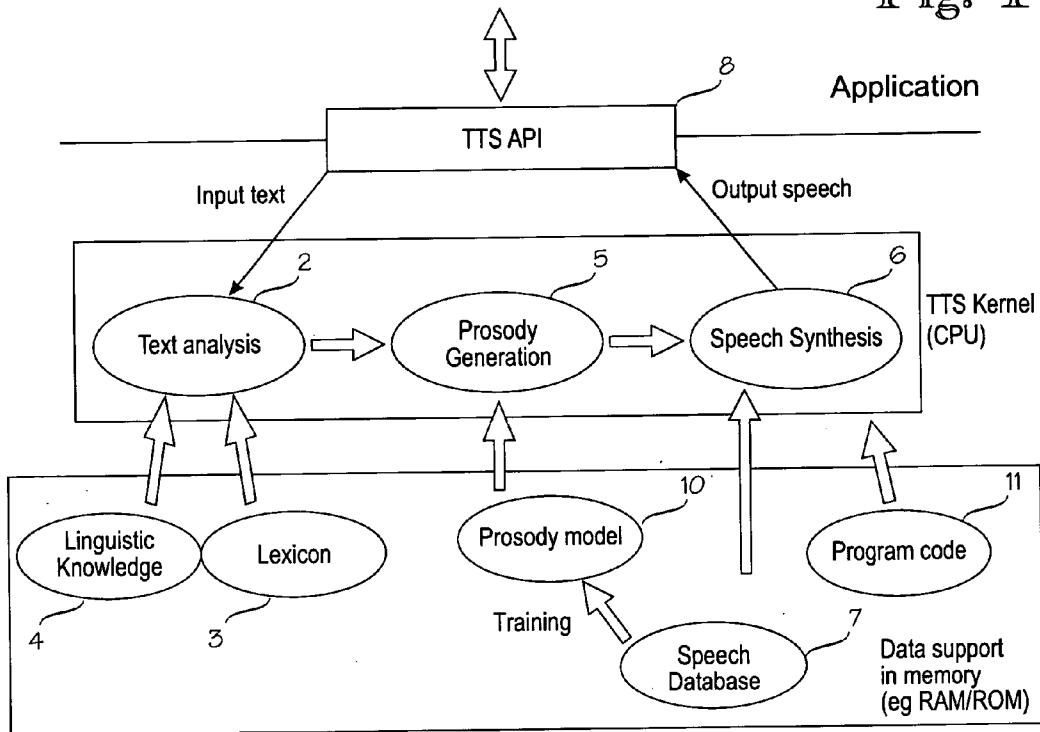 Fig. 1
8
Application
TTS API
Input text
Output speech
2
5
6
Text analysis
Prosody
Generation
Speech Synthesis
TTS Kernel
(CPU)
10
11
Linguistic
Knowledge
Lexicon
Prosody model
Program code
4
3
Training
7
Speech
Database
Data support
in memory
(eg RAM/ROM)